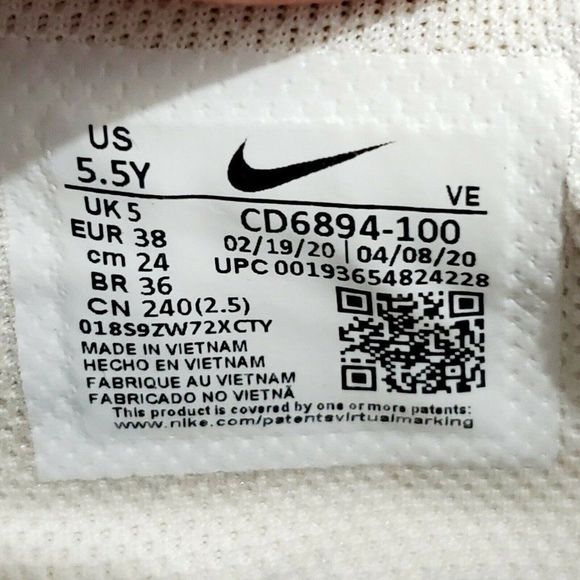 US
5.5Y
VE
UK 5
EUR 38
cm 24
BR 36
CN 240(2.5)
CD6894-100
02/19/20 | 04/08/20
UPC 00193654824228
018S9ZW72XCTY
MADE IN VIETNAM
HECHO EN VIETNAM
FABRIQUE AU VIETNAM
FABRICADO NO VIETNÃ
This product is covered by one or more patents:
www.nike.com/patentsvirtualmarking